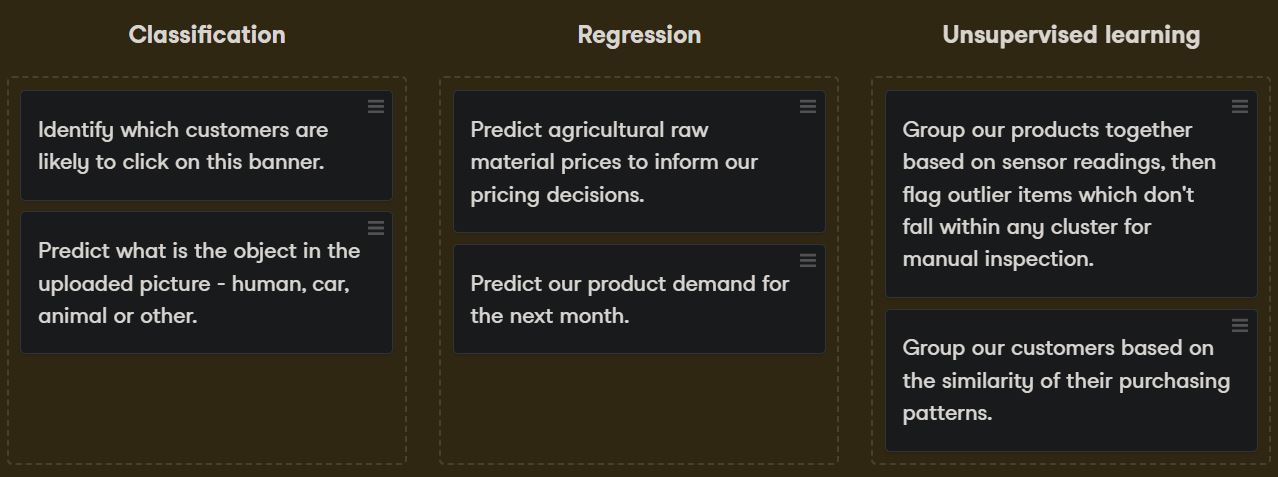 Classification
Identify which customers are
likely to click on this banner.
Predict what is the object in the
uploaded picture - human, car,
animal or other.
Regression
Predict agricultural raw
material prices to inform our
pricing decisions.
Predict our product demand for
the next month.
Unsupervised learning
Group our products together
based on sensor readings, then
flag outlier items which don't
fall within any cluster for
manual inspection.
Group our customers based on
the similarity of their purchasing
patterns.